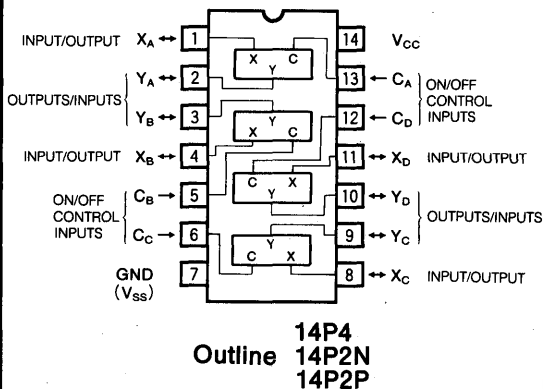 INPUT/OUTPUT X_A ↔ 1
14 V_CC
OUTPUTS/INPUTS
Y_A ↔ 2
Y_B ↔ 3
13 ← C_A
12 ← C_D
ON/OFF
CONTROL
INPUTS
INPUT/OUTPUT X_B ↔ 4
11 ↔ X_D INPUT/OUTPUT
ON/OFF
CONTROL
INPUTS
C_B → 5
C_C → 6
10 ↔ Y_D
9 ↔ Y_C
OUTPUTS/INPUTS
GND
(V_SS)
7
8 ↔ X_C INPUT/OUTPUT
X C
Y
Y
X C
C X
Y
Y
C X
14P4
Outline 14P2N
14P2P